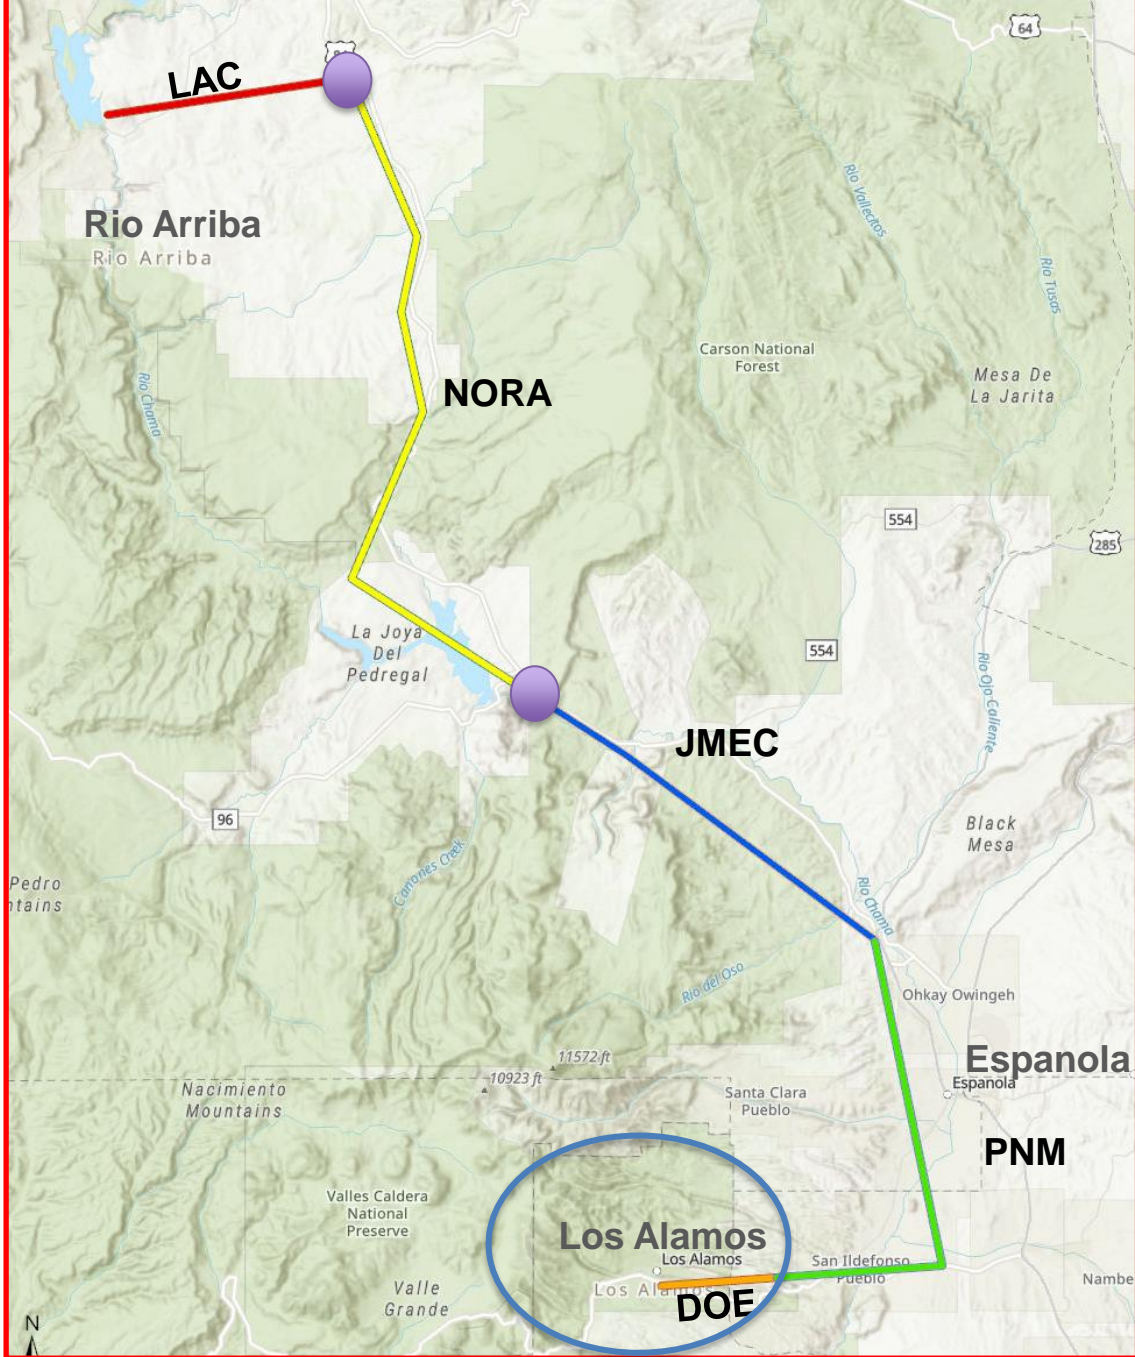 64
84
LAC
Rio Vallecitos
Rio Arriba
Rio Arriba
Rio Tusas
Carson National
Forest
Mesa De
La Jarita
NORA
Rio Chama
554
285
La Joya
Del
Pedregal
554
Rio Ojo Caliente
JMEC
96
Black
Mesa
Canones Creek
Pedro
ntains
Rio Chama
Rio del Oso
Ohkay Owingeh
11572 ft
10923 ft
Espanola
Espanola
Nacimiento
Mountains
Santa Clara
Pueblo
PNM
Valles Caldera
National
Preserve
Los Alamos
Los Alamos
San Ildefonso
Pueblo
Los Alamos
Nambe
Valle
Grande
DOE
N